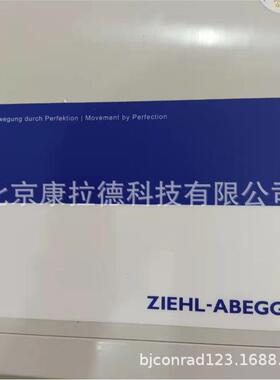 wegung durch Perfektion | Movement by Perfection
北京康拉德科技有限公司
ZIEHL-ABEGG
bjconrad123.1688.